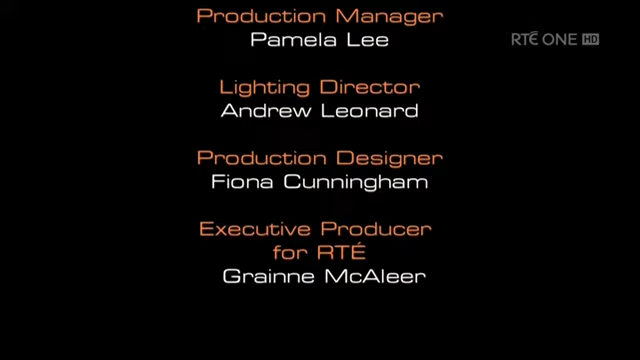 Production Manager
Pamela Lee
RTÉ ONE HD
Lighting Director
Andrew Leonard
Production Designer
Fiona Cunningham
Executive Producer
for RTÉ
Grainne McAleer